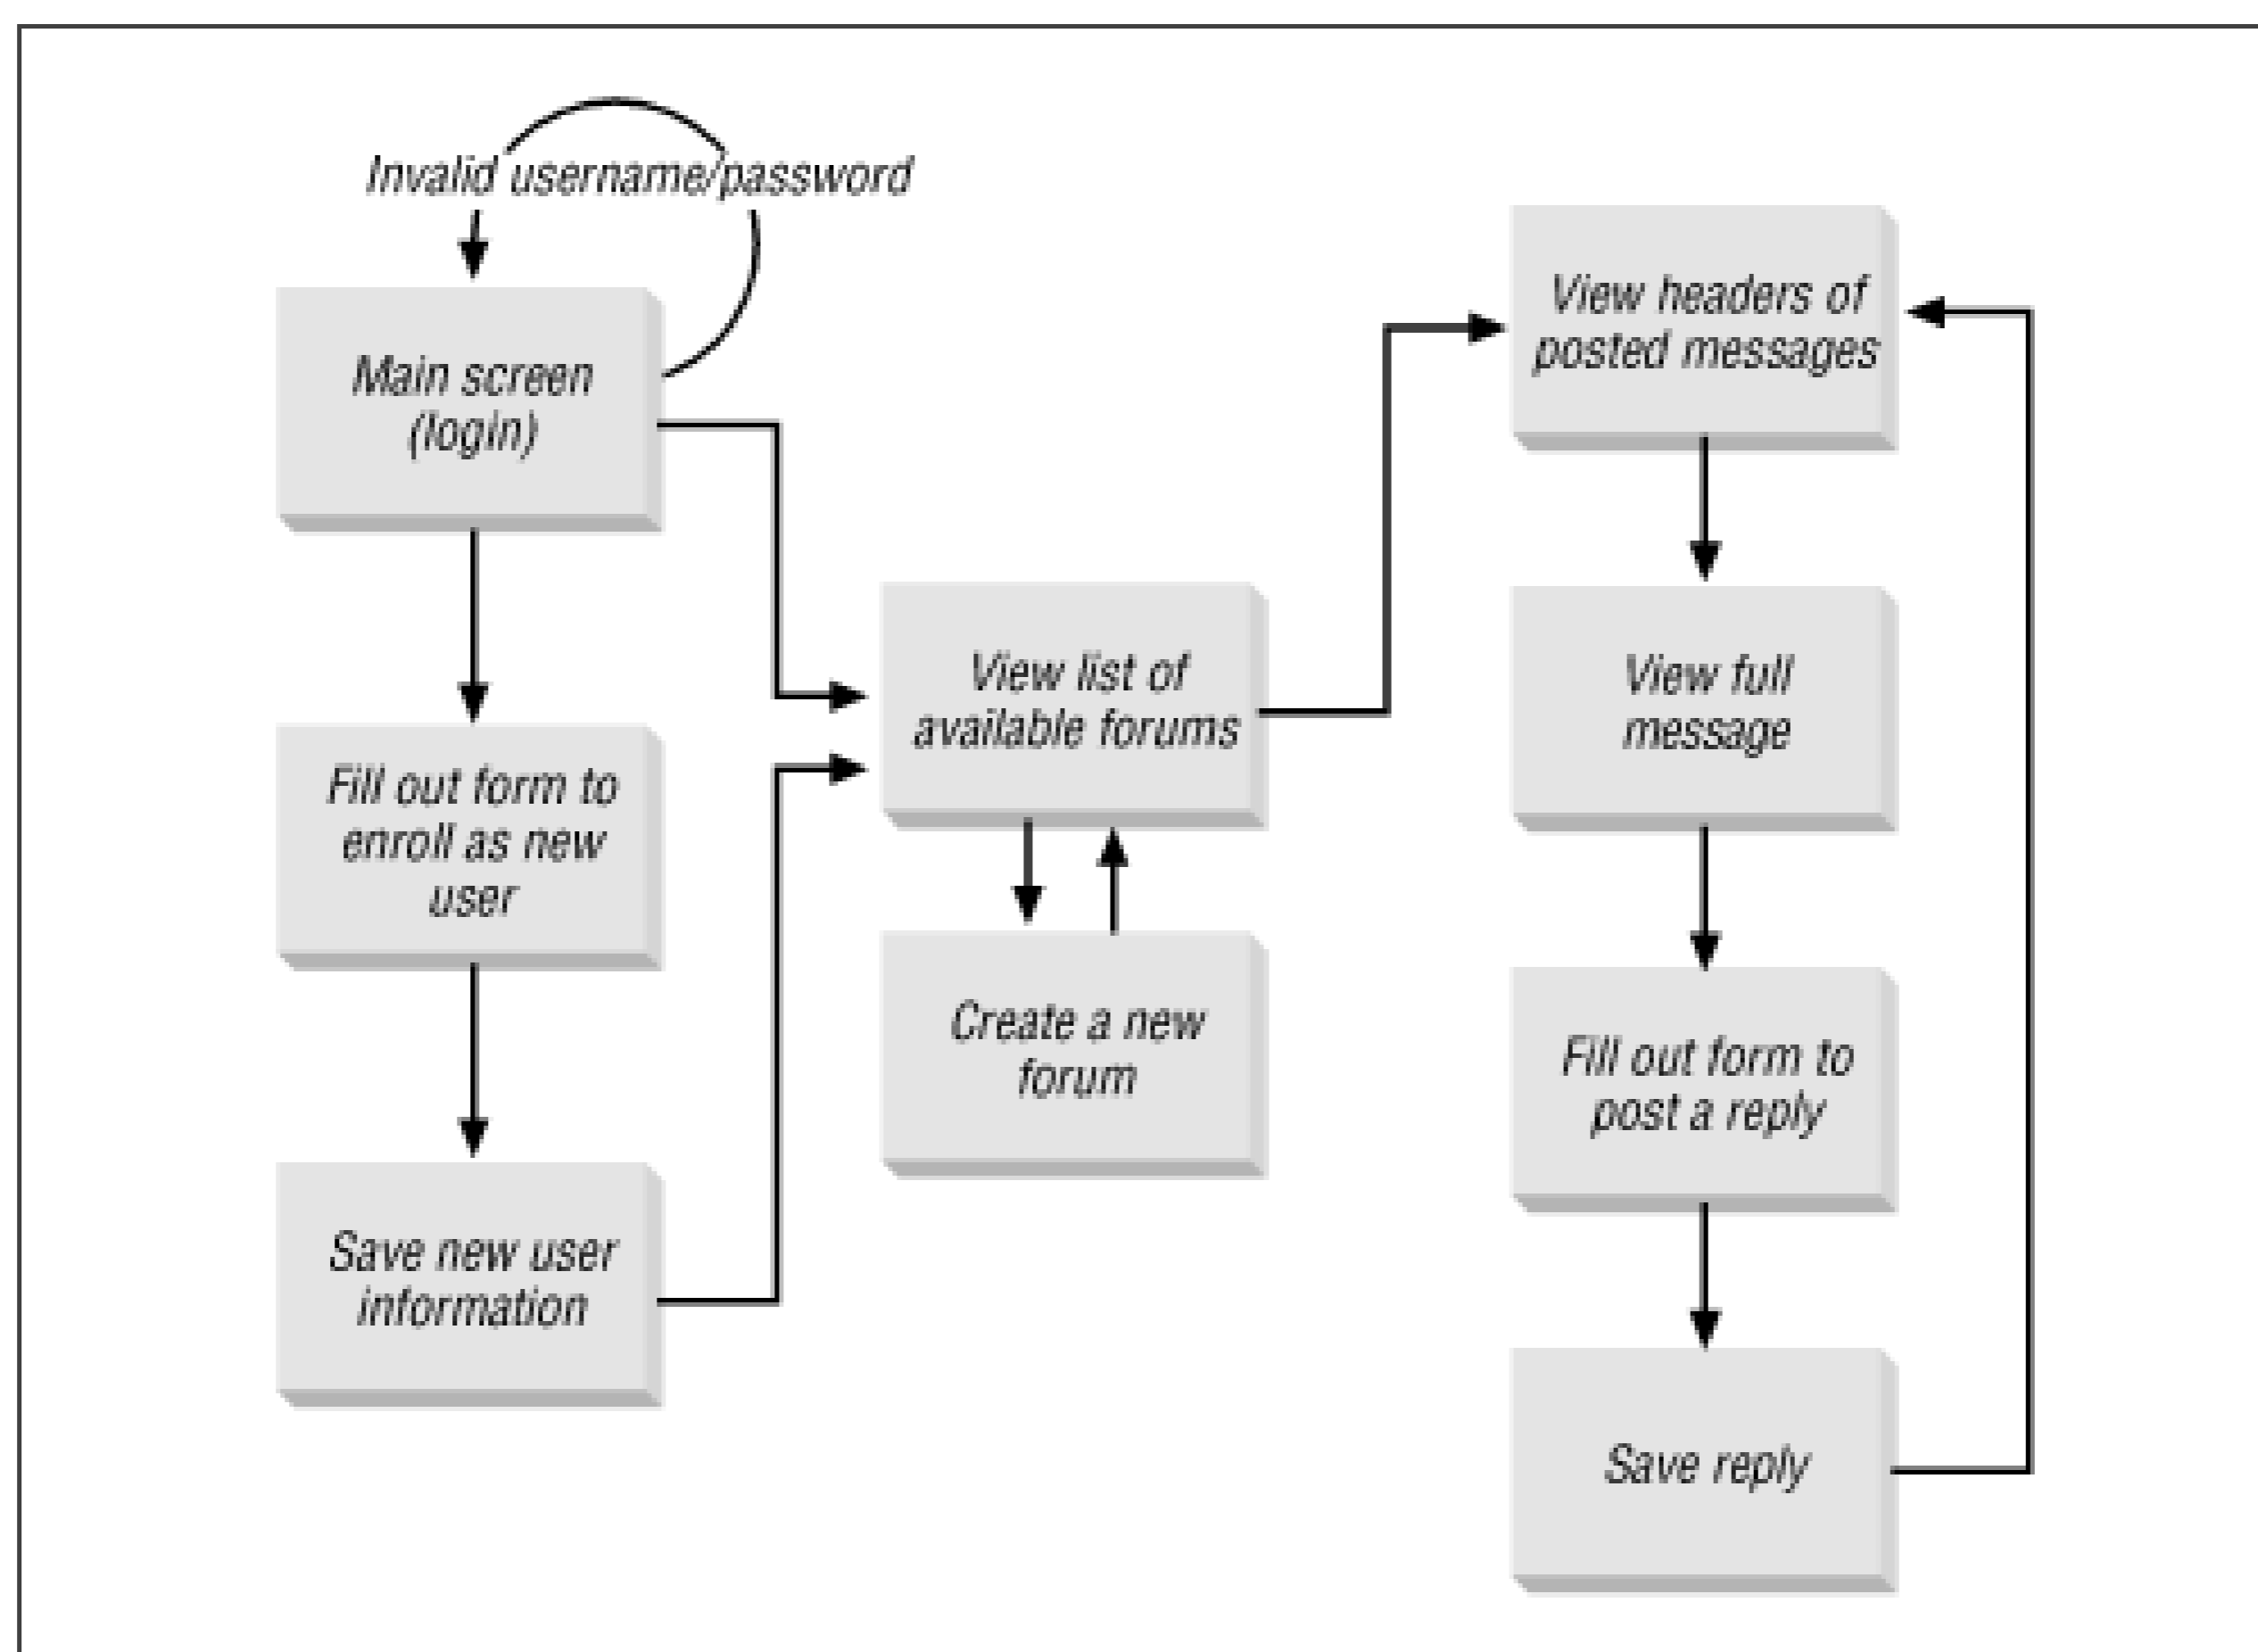 Invalid username/password
Main screen
(login)
Fill out form to
enroll as new
user
Save new user
information
View list of
available forums
Create a new
forum
View headers of
posted messages
View full
message
Fill out form to
post a reply
Save reply